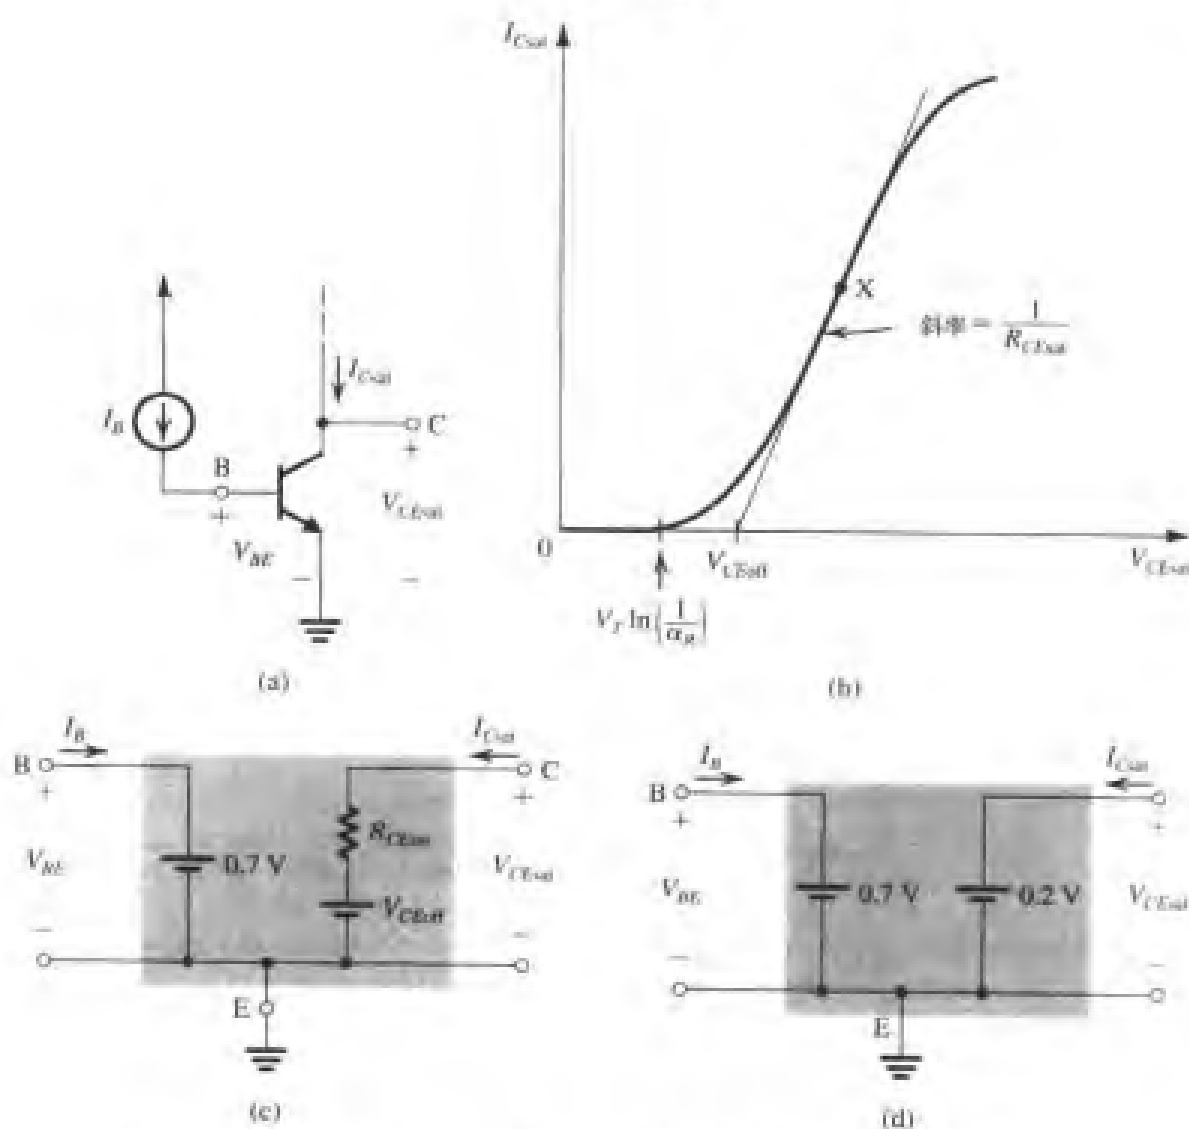 I_Csat
X
斜率 = 1/R_CEsat
0
V_CEoff
V_CEsat
V_T ln(1/α_R)
(b)
I_B
I_Csat
C
B
+
+
V_CEsat
V_BE
−
−
(a)
I_B
I_Csat
B
C
+
+
R_CEsat
V_BE
0.7 V
V_CEsat
V_CEoff
−
−
E
(c)
I_B
I_Csat
B
+
+
V_BE
0.7 V
0.2 V
V_CEsat
−
−
E
(d)